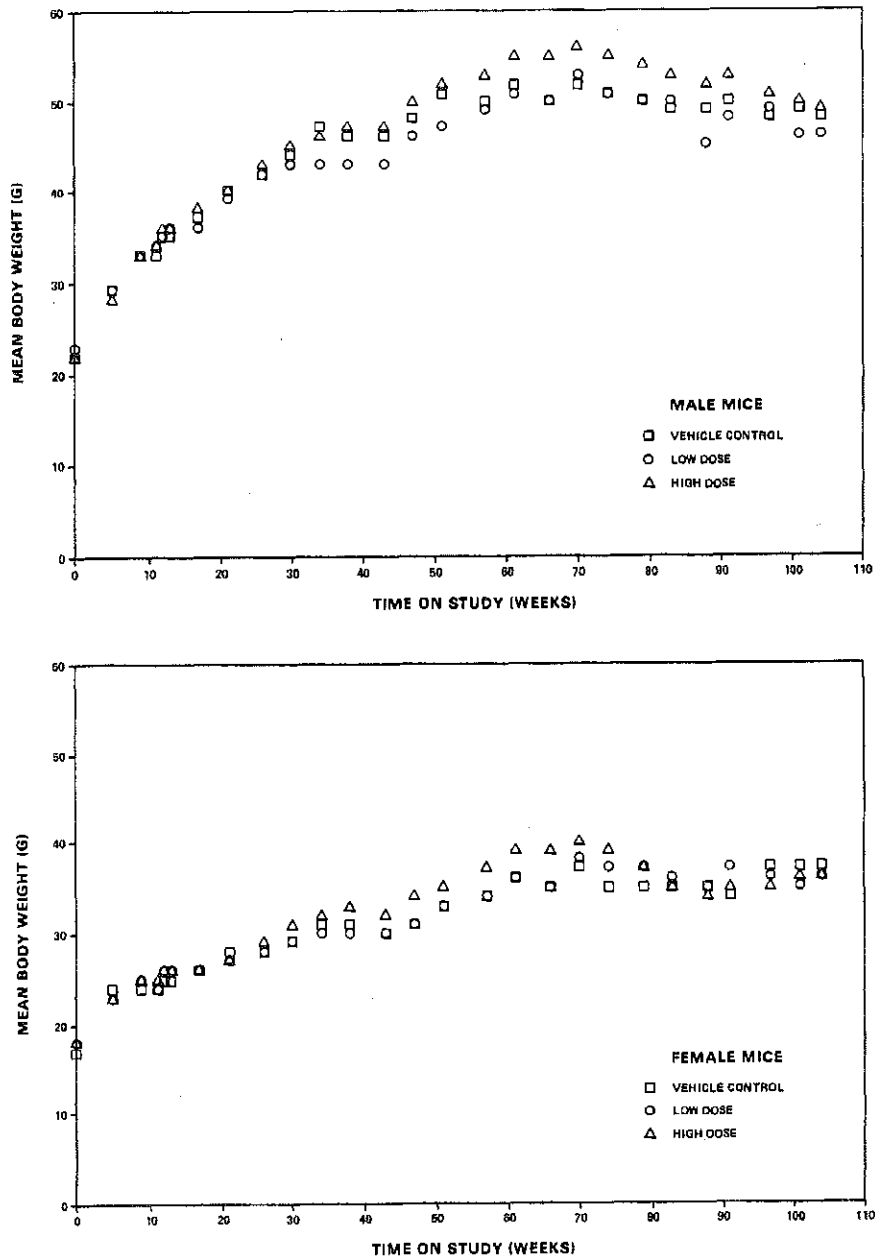 60
50
40
30
20
10
0
MEAN BODY WEIGHT (G)
MALE MICE
VEHICLE CONTROL
LOW DOSE
HIGH DOSE
0 10 20 30 40 50 60 70 80 90 100 110
TIME ON STUDY (WEEKS)
60
50
40
30
20
10
0
MEAN BODY WEIGHT (G)
FEMALE MICE
VEHICLE CONTROL
LOW DOSE
HIGH DOSE
0 10 20 30 40 50 60 70 80 90 100 110
TIME ON STUDY (WEEKS)